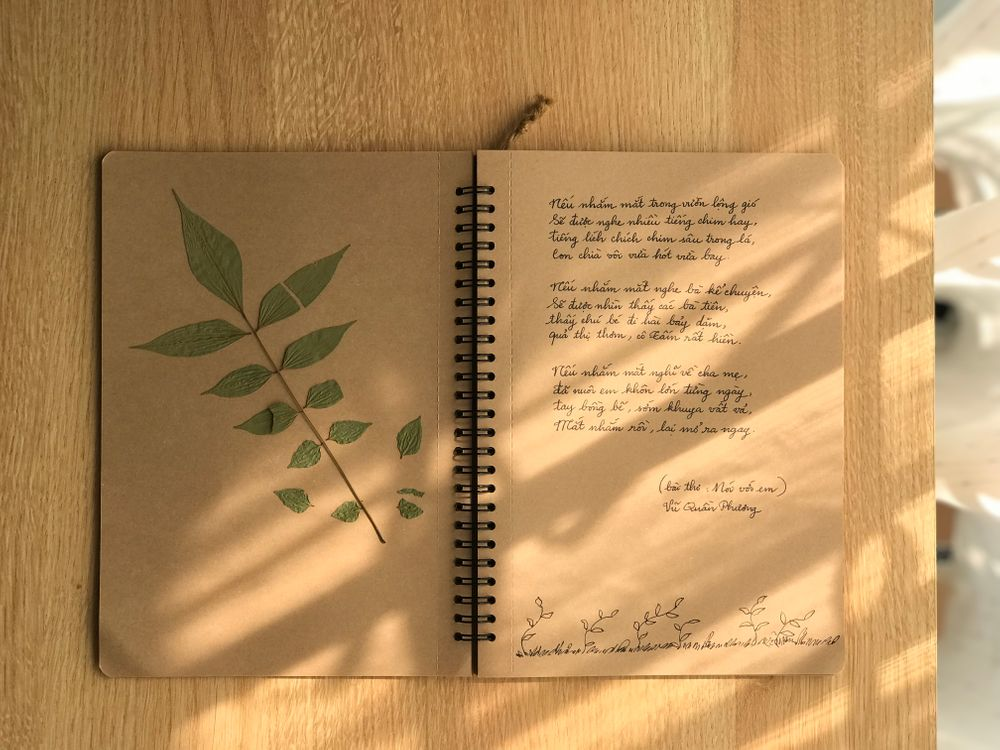 Nếu nhắm mắt trong vườn lộng gió
Sẽ được nghe nhiều tiếng chim hay,
tiếng lích chích chim sâu trong lá,
Con chìa vôi vừa hót vừa bay.
Nếu nhắm mắt nghe bà kể chuyện,
Sẽ được nhìn thấy các bà tiên,
thấy chú bé đi hài bảy dặm,
quả thị thơm, cô Tấm rất hiền.
Nếu nhắm mắt nghĩ về cha mẹ,
đã nuôi em khôn lớn từng ngày,
tay bồng bế, sớm khuya vất vả,
Mắt nhắm rồi, lại mở ra ngay.
(bài thơ : Nói với em)
Vũ Quần Phương